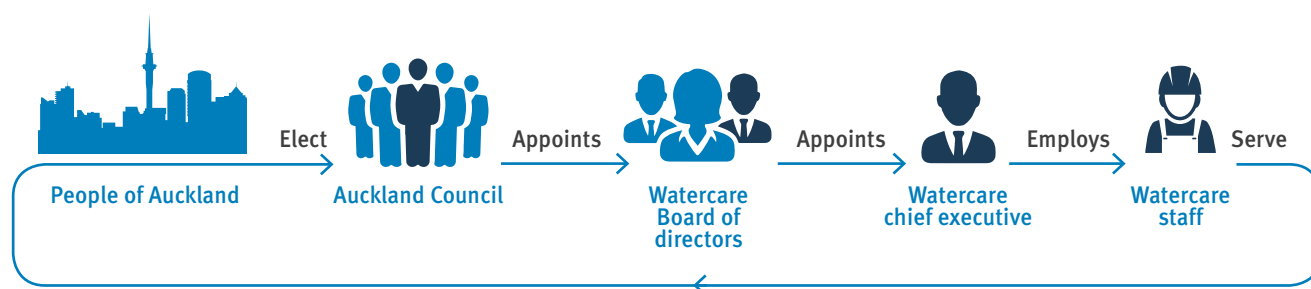 Elect
Appoints
Appoints
Employs
Serve
People of Auckland
Auckland Council
Watercare
Board of
directors
Watercare
chief executive
Watercare
staff